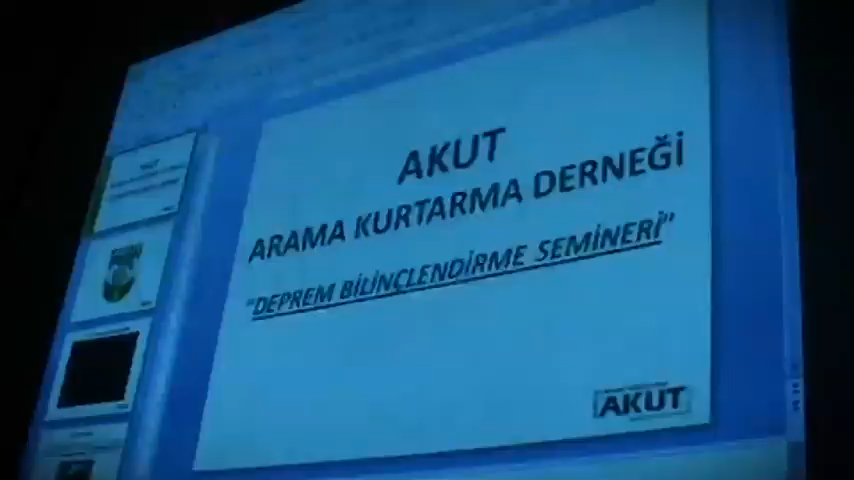 AKUT
ARAMA KURTARMA DERNEĞİ
"DEPREM BİLİNÇLENDİRME SEMİNERİ"
AKUT